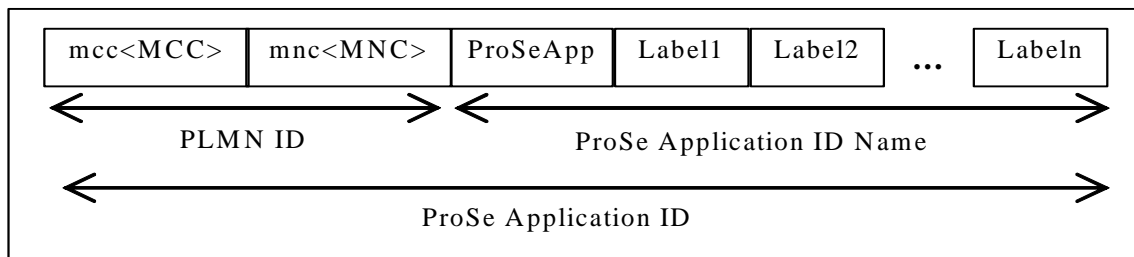 mcc<MCC> mnc<MNC> ProSeApp Label1 Label2 ... Labeln
PLMN ID ProSe Application ID Name
ProSe Application ID